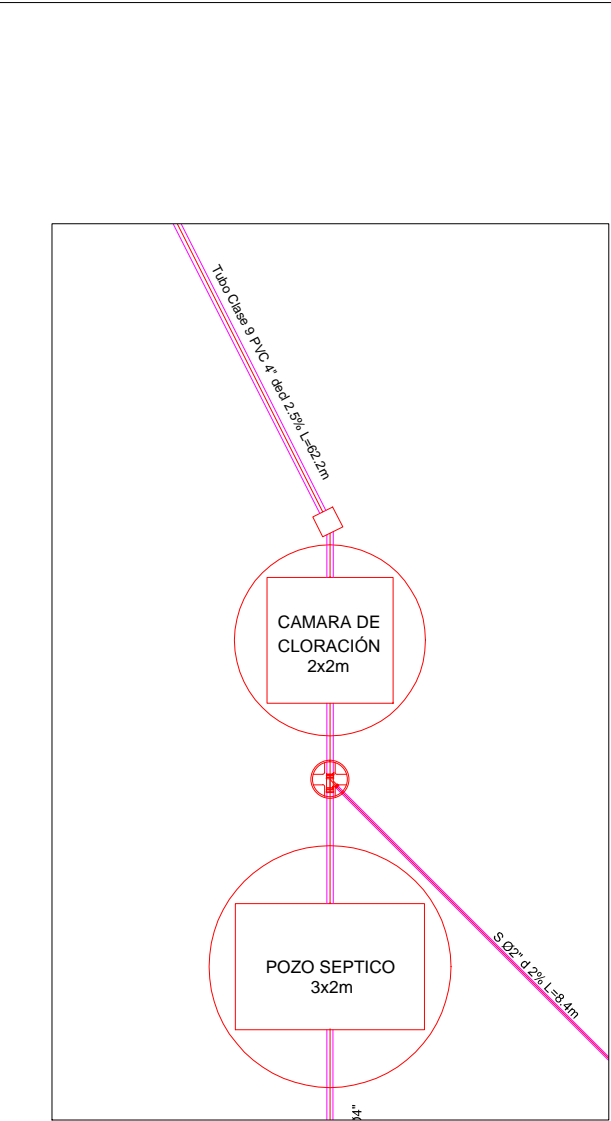 Tubo Clase 9 PVC 4" decl 2.5% L=62.2m
CAMARA DE
CLORACIÓN
2x2m
POZO SEPTICO
3x2m
S Ø2" d 2% L=8.4m